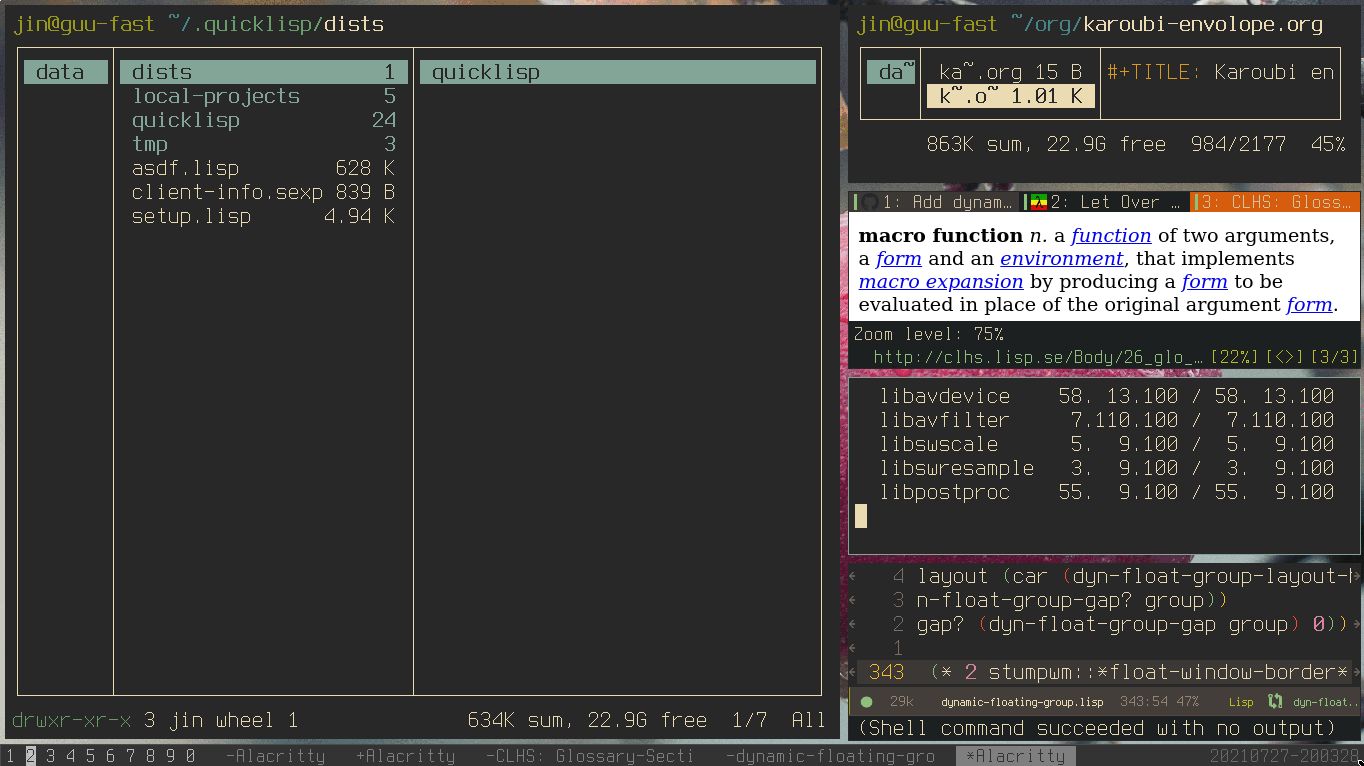 jin@guu-fast ~/.quicklisp/dists
data dists 1 quicklisp
local-projects 5
quicklisp 24
tmp 3
asdf.lisp 628 K
client-info.sexp 839 B
setup.lisp 4.94 K
drwxr-xr-x 3 jin wheel 1 634K sum, 22.9G free 1/7 All
jin@guu-fast ~/org/karoubi-envolope.org
da~ ka~.org 15 B #+TITLE: Karoubi en
k~.o~ 1.01 K
863K sum, 22.9G free 984/2177 45%
1: Add dynam… 2: Let Over … 3: CLHS: Gloss…
macro function n. a function of two arguments,
a form and an environment, that implements
macro expansion by producing a form to be
evaluated in place of the original argument form.
Zoom level: 75%
http://clhs.lisp.se/Body/26_glo_… [22%] [<>] [3/3]
libavdevice 58. 13.100 / 58. 13.100
libavfilter 7.110.100 / 7.110.100
libswscale 5. 9.100 / 5. 9.100
libswresample 3. 9.100 / 3. 9.100
libpostproc 55. 9.100 / 55. 9.100
4 layout (car (dyn-float-group-layout-h
3 n-float-group-gap? group))
2 gap? (dyn-float-group-gap group) 0))
1
343 (* 2 stumpwm::*float-window-border*
29k dynamic-floating-group.lisp 343:54 47% Lisp dyn-float..
(Shell command succeeded with no output)
1 2 3 4 5 6 7 8 9 0 -Alacritty +Alacritty -CLHS: Glossary-Secti -dynamic-floating-gro *Alacritty 20210727-200328